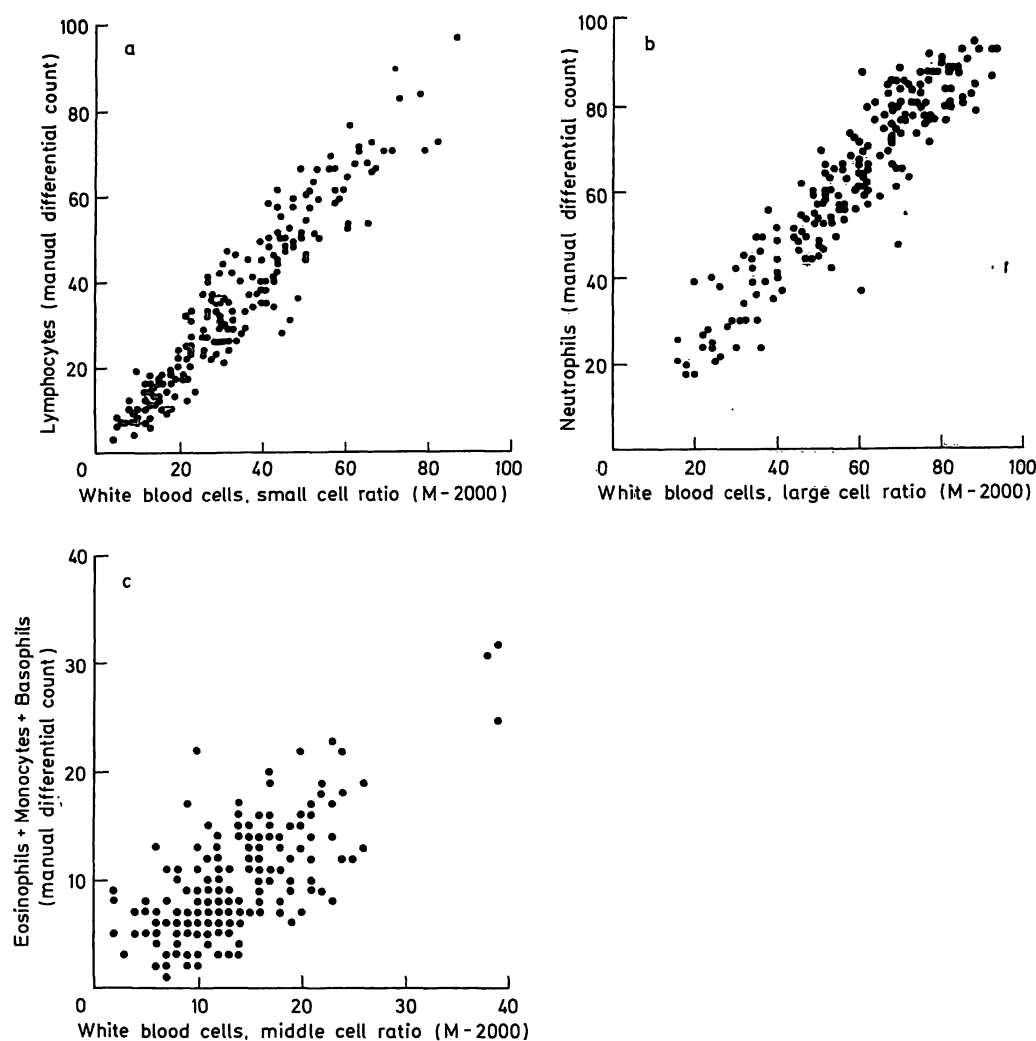 a
Lymphocytes (manual differential count)
100
80
60
40
20
0 20 40 60 80 100
White blood cells, small cell ratio (M-2000)
b
Neutrophils (manual differential count)
100
80
60
40
20
0 20 40 60 80 100
White blood cells, large cell ratio (M-2000)
c
Eosinophils + Monocytes + Basophils
(manual differential count)
40
30
20
10
0 10 20 30 40
White blood cells, middle cell ratio (M-2000)